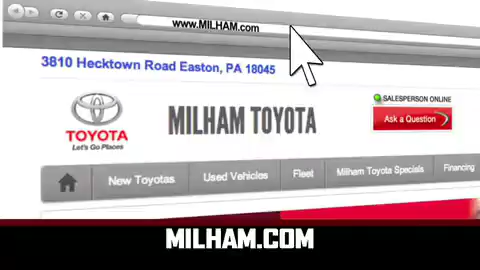 www.MILHAM.com
3810 Hecktown Road Easton, PA 18045
SALESPERSON ONLINE
Ask a Question
TOYOTA
Let's Go Places
MILHAM TOYOTA
New Toyotas
Used Vehicles
Fleet
Milham Toyota Specials
Financing
MILHAM.COM